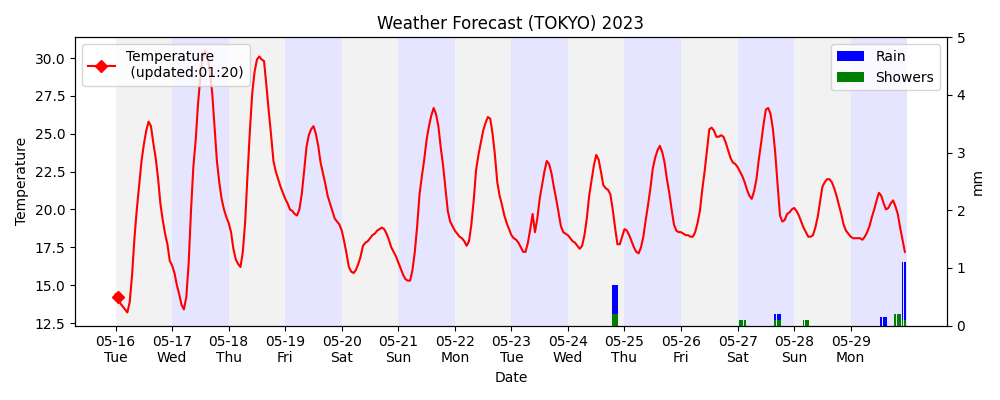 Weather Forecast (TOKYO) 2023
Temperature
(updated:01:20)
Rain
Showers
Temperature
30.0
27.5
25.0
22.5
20.0
17.5
15.0
12.5
5
4
3
2
1
0
mm
05-16 05-17 05-18 05-19 05-20 05-21 05-22 05-23 05-24 05-25 05-26 05-27 05-28 05-29
Tue Wed Thu Fri Sat Sun Mon Tue Wed Thu Fri Sat Sun Mon
Date